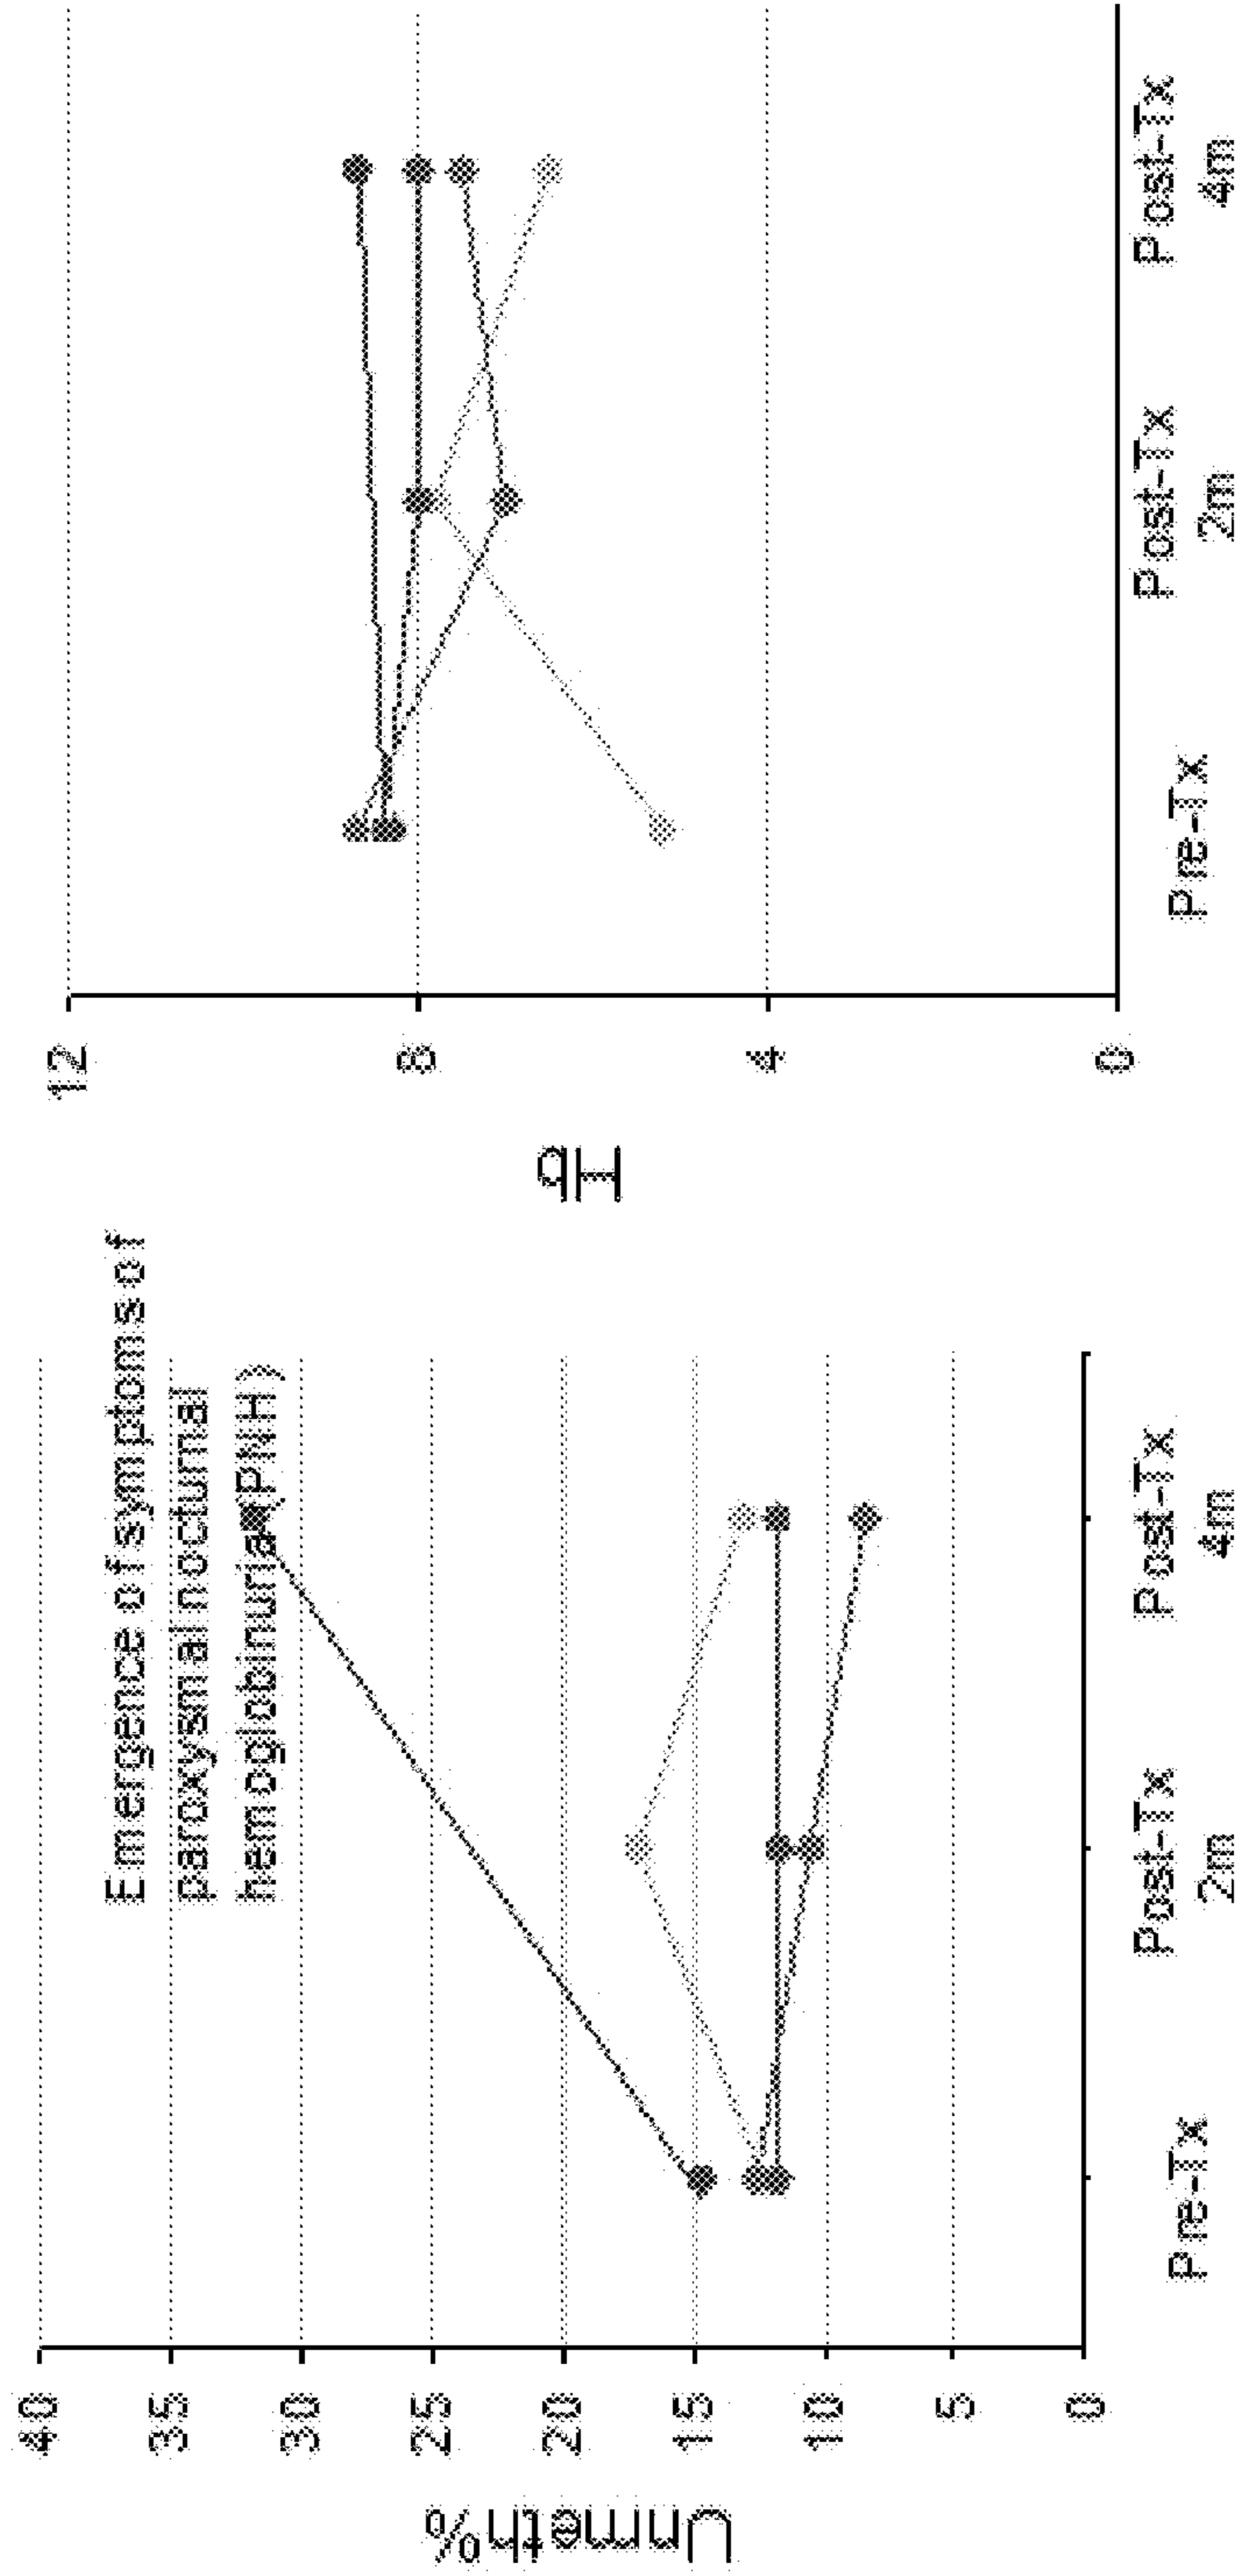 Unmeth%
40
35
30
25
20
15
10
5
0
Emergence of symptoms of
paroxysmal nocturnal
hemoglobinuria (PNH)
Pre-Tx
Post-Tx
2m
Post-Tx
4m
Hb
12
8
4
0
Pre-Tx
Post-Tx
2m
Post-Tx
4m